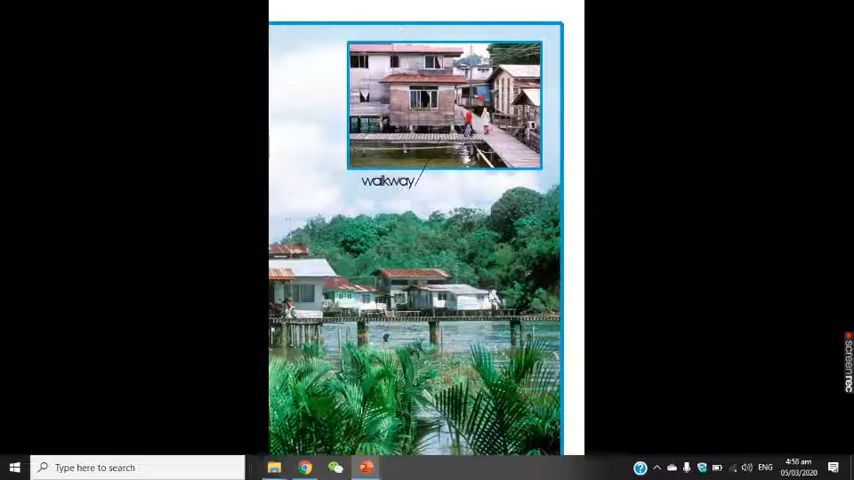 walkway
screenrec
Type here to search
ENG
4:58 am
05/03/2020